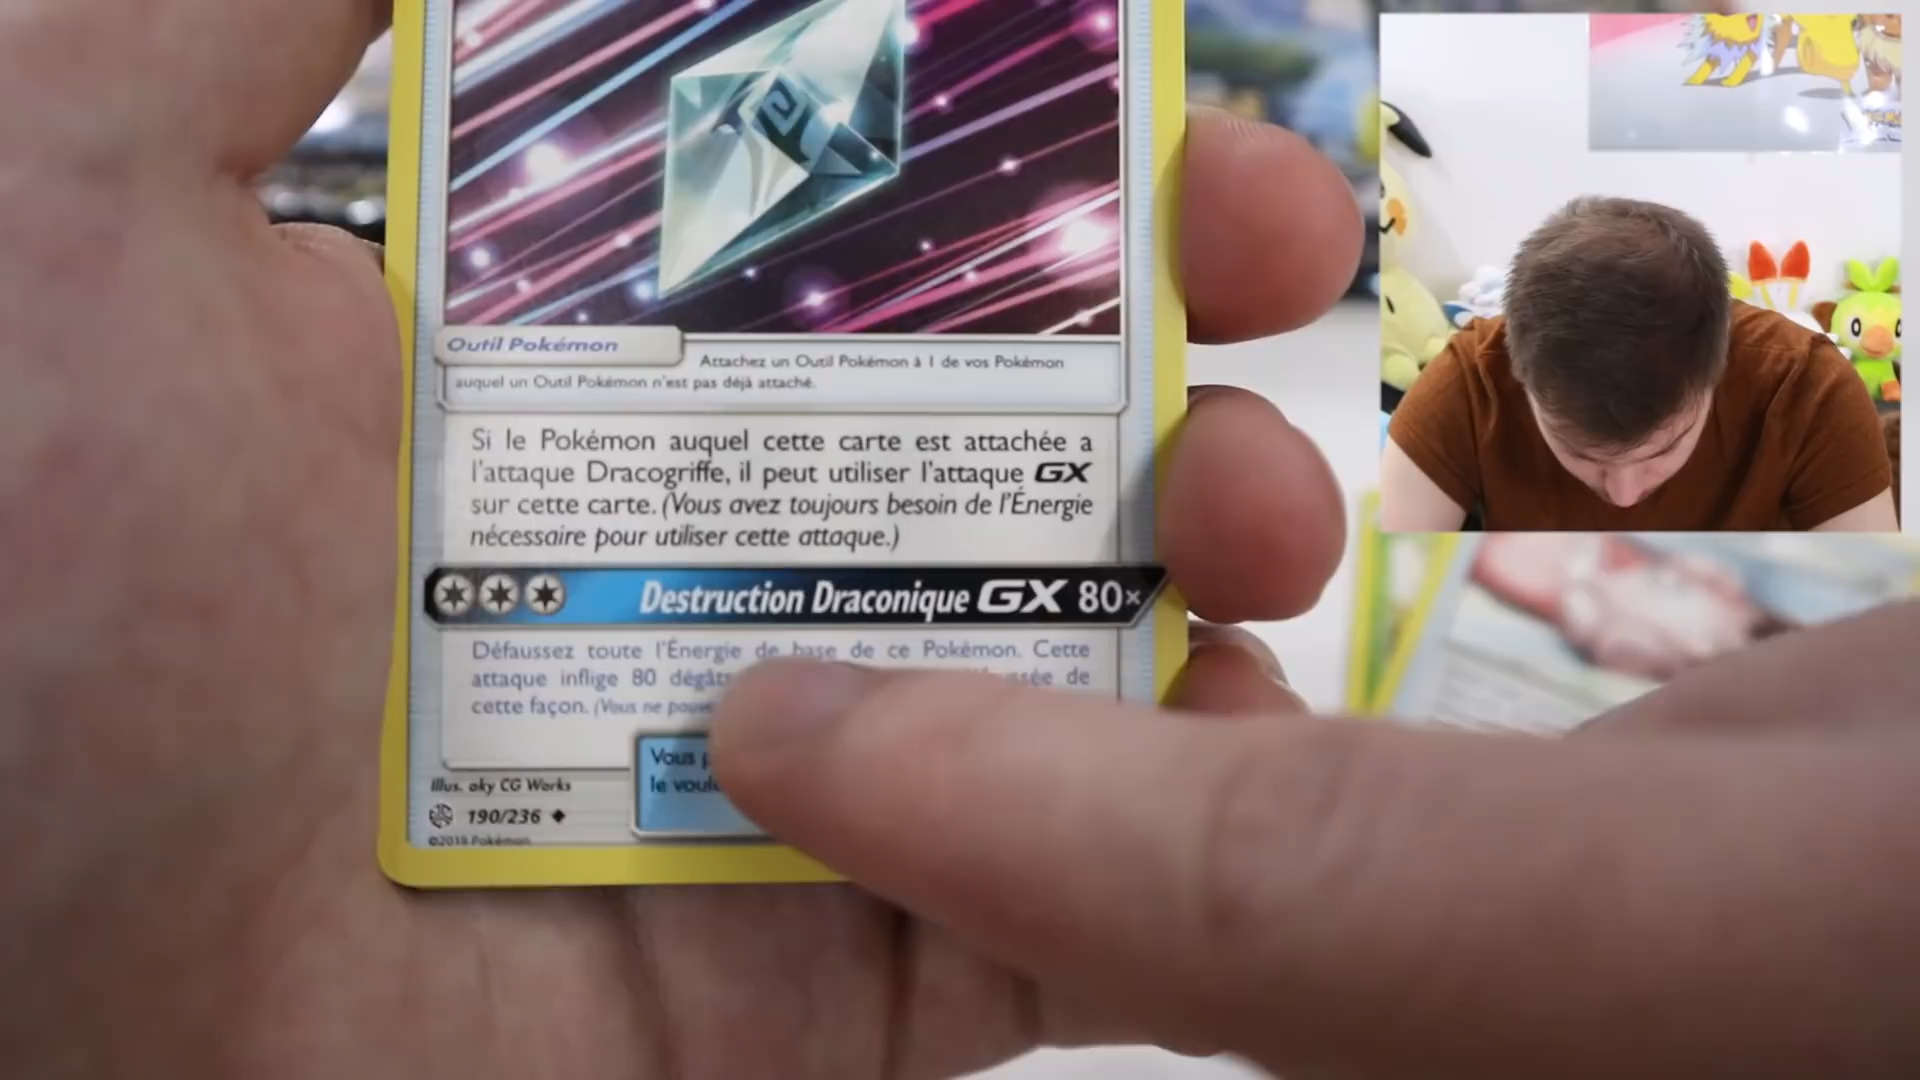 Outil Pokémon
Attachez un Outil Pokémon à 1 de vos Pokémon
auquel un Outil Pokémon n'est pas déjà attaché.
Si le Pokémon auquel cette carte est attachée a
l'attaque Dracogriffe, il peut utiliser l'attaque GX
sur cette carte. (Vous avez toujours besoin de l'Énergie
nécessaire pour utiliser cette attaque.)
Destruction Draconique GX 80×
Défaussez toute l'Énergie de base de ce Pokémon. Cette
attaque inflige 80 dégâts de
cette façon. (Vous ne
Vous
le
Illus. aky CG Works
190/236
©2019 Pokémon